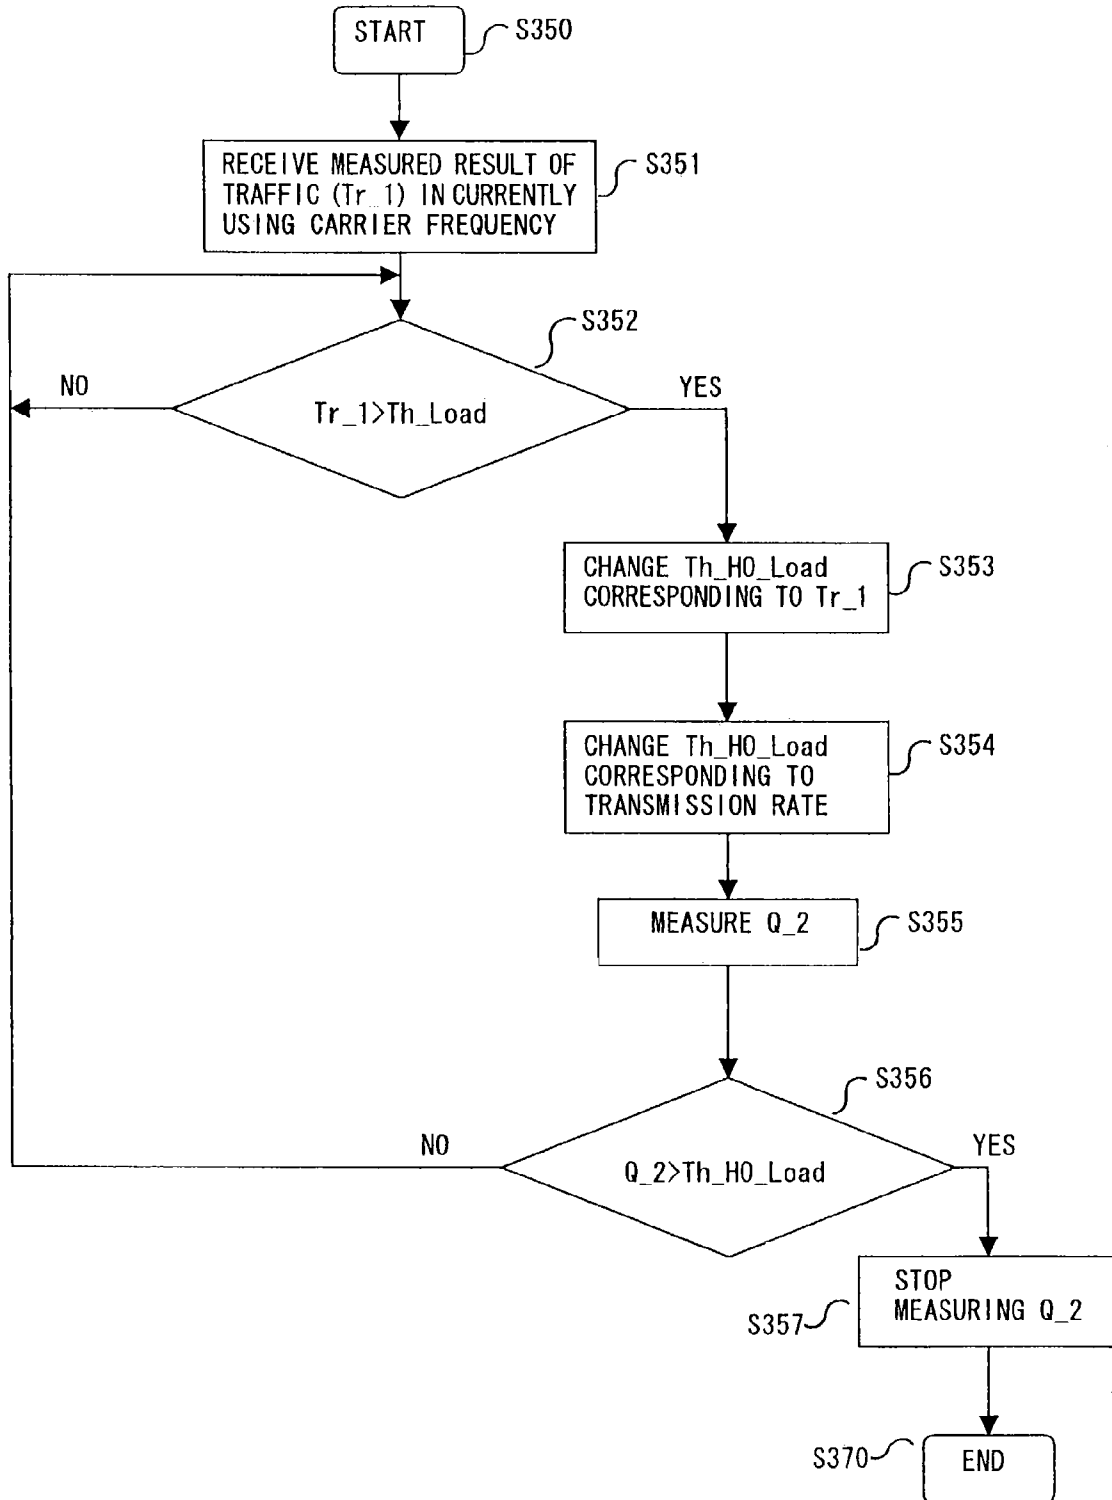 START
S350
RECEIVE MEASURED RESULT OF
TRAFFIC (Tr_1) IN CURRENTLY
USING CARRIER FREQUENCY
S351
S352
NO
YES
Tr_1>Th_Load
CHANGE Th_HO_Load
CORRESPONDING TO Tr_1
S353
CHANGE Th_HO_Load
CORRESPONDING TO
TRANSMISSION RATE
S354
MEASURE Q_2
S355
S356
NO
YES
Q_2>Th_HO_Load
STOP
MEASURING Q_2
S357
S370
END